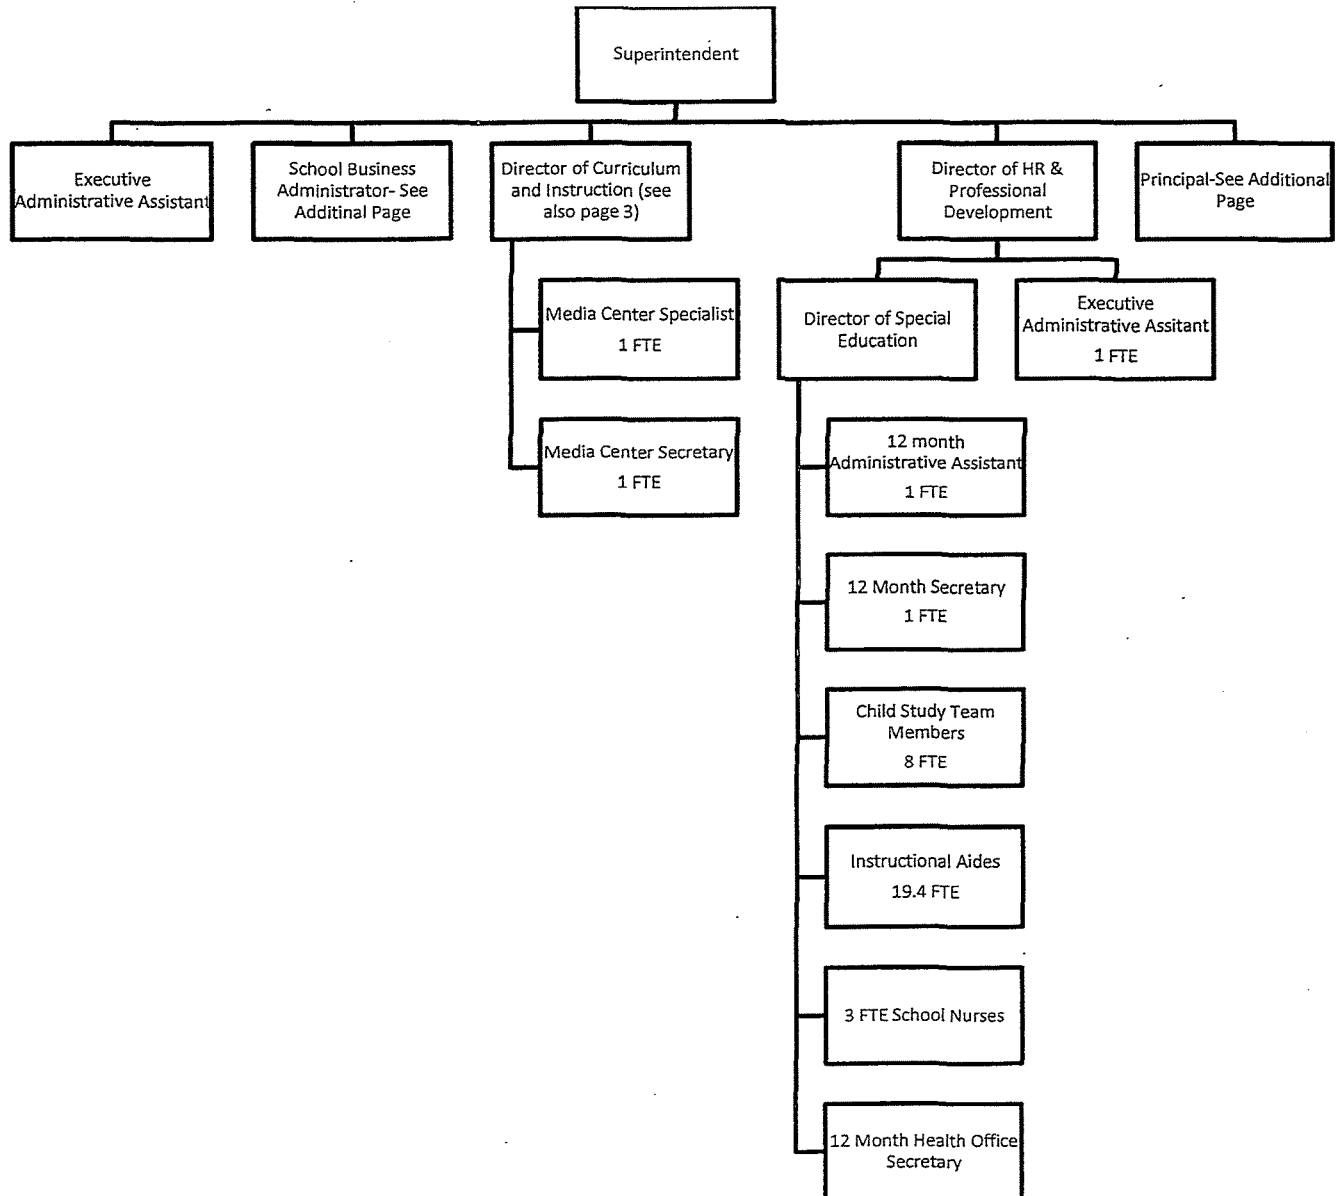 Superintendent
Executive
Administrative Assistant
School Business
Administrator- See
Additinal Page
Director of Curriculum
and Instruction (see
also page 3)
Director of HR &
Professional
Development
Principal-See Additional
Page
Media Center Specialist
1 FTE
Director of Special
Education
Executive
Administrative Assitant
1 FTE
Media Center Secretary
1 FTE
12 month
Administrative Assistant
1 FTE
12 Month Secretary
1 FTE
Child Study Team
Members
8 FTE
Instructional Aides
19.4 FTE
3 FTE School Nurses
12 Month Health Office
Secretary